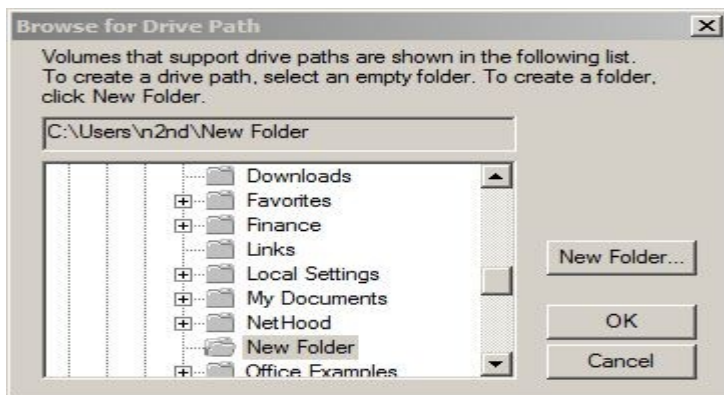 Browse for Drive Path
Volumes that support drive paths are shown in the following list.
To create a drive path, select an empty folder. To create a folder,
click New Folder.
C:\Users\n2nd\New Folder
Downloads
Favorites
Finance
Links
Local Settings
My Documents
NetHood
New Folder
Office Examples
New Folder...
OK
Cancel